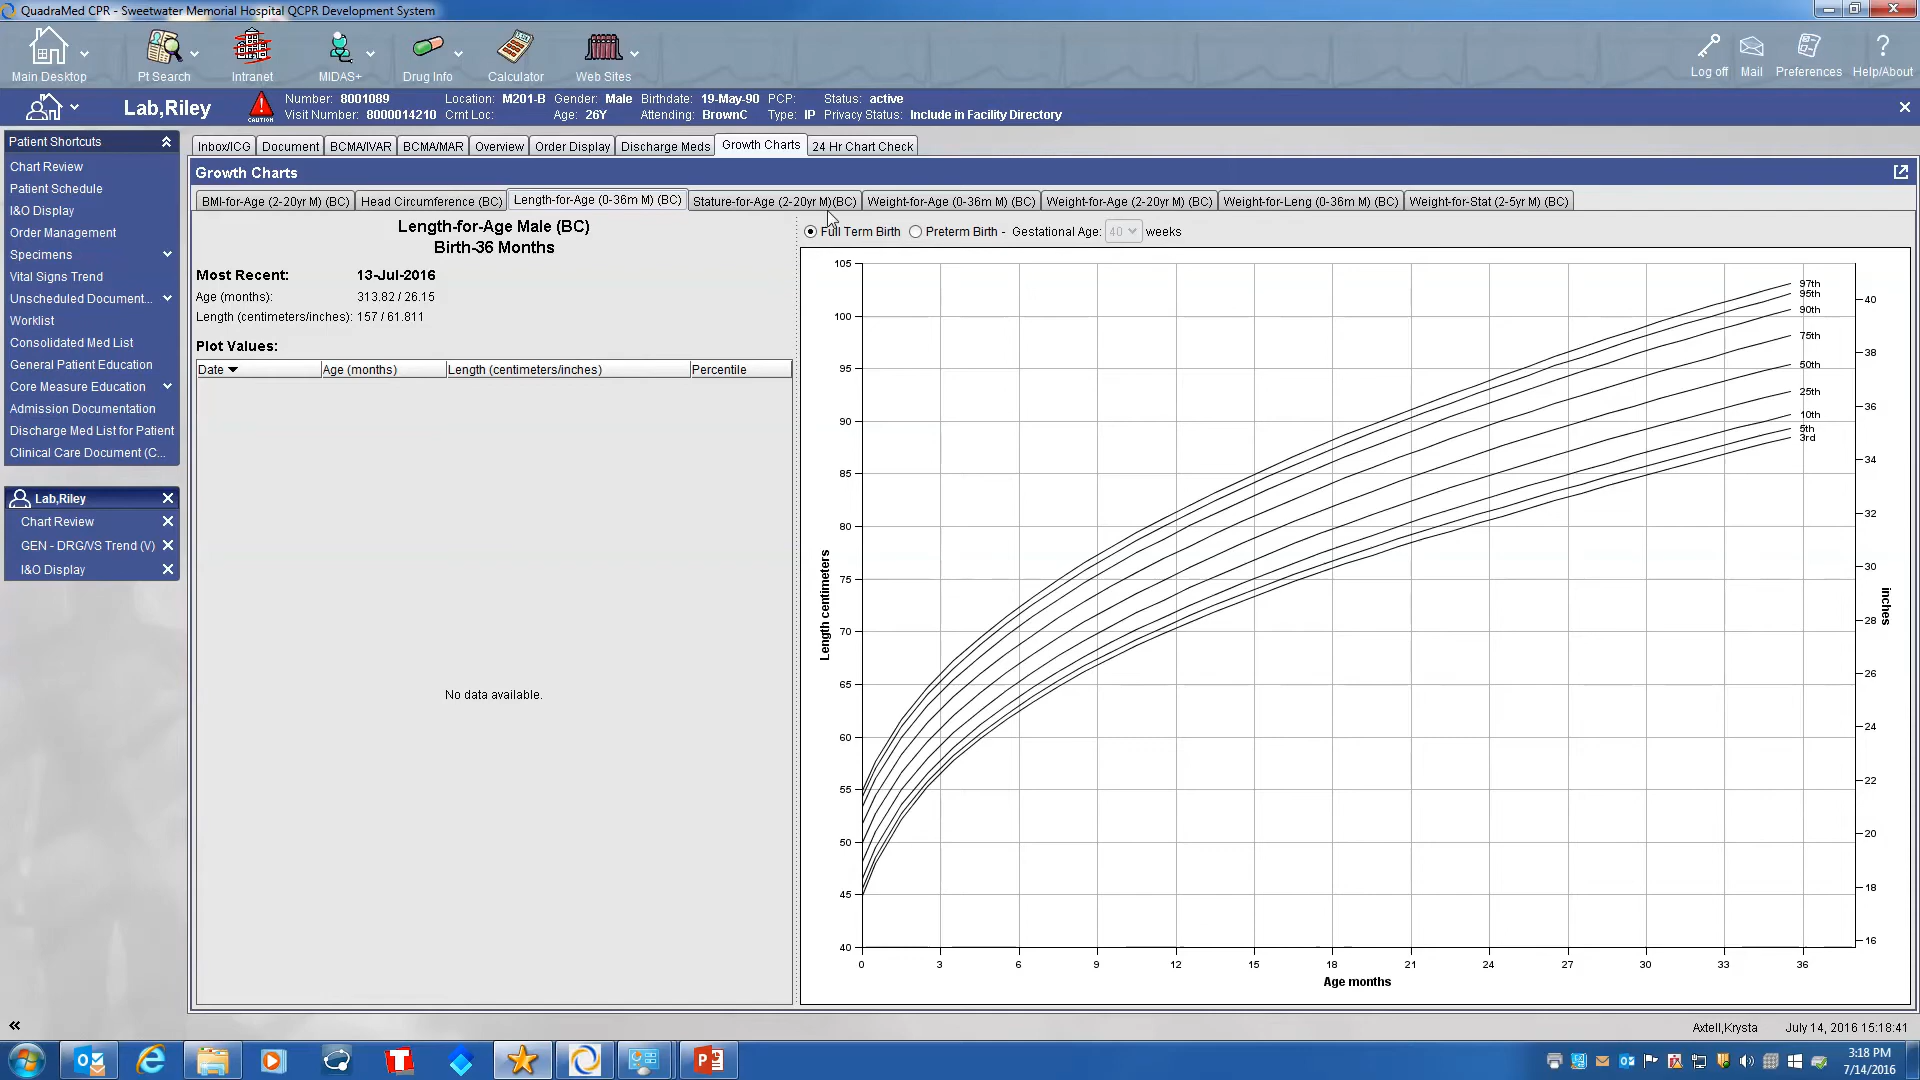 QuadraMed CPR - Sweetwater Memorial Hospital QCPR Development System
Main Desktop
Pt Search
Intranet
MIDAS+
Drug Info
Calculator
Web Sites
Log off
Mail
Preferences
Help/About
Lab,Riley
CAUTION
Number: 8001089 Location: M201-B Gender: Male Birthdate: 19-May-90 PCP: Status: active
Visit Number: 8000014210 Crnt Loc: Age: 26Y Attending: BrownC Type: IP Privacy Status: Include in Facility Directory
Patient Shortcuts
Chart Review
Patient Schedule
I&O Display
Order Management
Specimens
Vital Signs Trend
Unscheduled Document...
Worklist
Consolidated Med List
General Patient Education
Core Measure Education
Admission Documentation
Discharge Med List for Patient
Clinical Care Document (C...
Lab,Riley
Chart Review
GEN - DRG/VS Trend (V)
I&O Display
Inbox/ICG Document BCMA/IVAR BCMA/MAR Overview Order Display Discharge Meds Growth Charts 24 Hr Chart Check
Growth Charts
BMI-for-Age (2-20yr M) (BC) Head Circumference (BC) Length-for-Age (0-36m M) (BC) Stature-for-Age (2-20yr M)(BC) Weight-for-Age (0-36m M) (BC) Weight-for-Age (2-20yr M) (BC) Weight-for-Leng (0-36m M) (BC) Weight-for-Stat (2-5yr M) (BC)
Length-for-Age Male (BC)
Birth-36 Months
Most Recent: 13-Jul-2016
Age (months): 313.82 / 26.15
Length (centimeters/inches): 157 / 61.811
Plot Values:
Date Age (months) Length (centimeters/inches) Percentile
No data available.
Full Term Birth Preterm Birth - Gestational Age: 40 weeks
105
100
95
90
85
80
75
70
65
60
55
50
45
40
Length centimeters
97th
95th
90th
75th
50th
25th
10th
5th
3rd
40
38
36
34
32
30
28
26
24
22
20
18
16
inches
0 3 6 9 12 15 18 21 24 27 30 33 36
Age months
Axtell,Krysta July 14, 2016 15:18:41
3:18 PM
7/14/2016